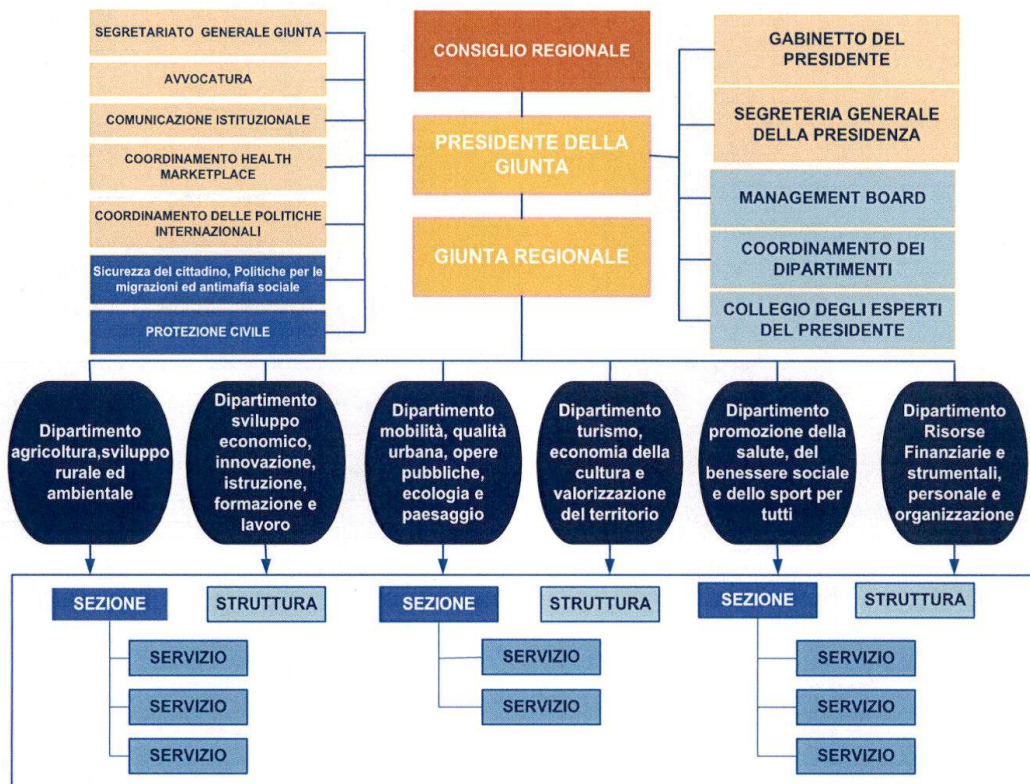 SEGRETARIATO GENERALE GIUNTA
AVVOCATURA
COMUNICAZIONE ISTITUZIONALE
COORDINAMENTO HEALTH
MARKETPLACE
COORDINAMENTO DELLE POLITICHE
INTERNAZIONALI
Sicurezza del cittadino, Politiche per le
migrazioni ed antimafia sociale
PROTEZIONE CIVILE
CONSIGLIO REGIONALE
PRESIDENTE DELLA
GIUNTA
GIUNTA REGIONALE
GABINETTO DEL
PRESIDENTE
SEGRETERIA GENERALE
DELLA PRESIDENZA
MANAGEMENT BOARD
COORDINAMENTO DEI
DIPARTIMENTI
COLLEGIO DEGLI ESPERTI
DEL PRESIDENTE
Dipartimento
agricoltura,sviluppo
rurale ed
ambientale
Dipartimento
sviluppo
economico,
innovazione,
istruzione,
formazione e
lavoro
Dipartimento
mobilità, qualità
urbana, opere
pubbliche,
ecologia e
paesaggio
Dipartimento
turismo,
economia della
cultura e
valorizzazione
del territorio
Dipartimento
promozione della
salute, del
benessere sociale
e dello sport per
tutti
Dipartimento
Risorse
Finanziarie e
strumentali,
personale e
organizzazione
SEZIONE
STRUTTURA
SEZIONE
STRUTTURA
SEZIONE
STRUTTURA
SERVIZIO
SERVIZIO
SERVIZIO
SERVIZIO
SERVIZIO
SERVIZIO
SERVIZIO
SERVIZIO